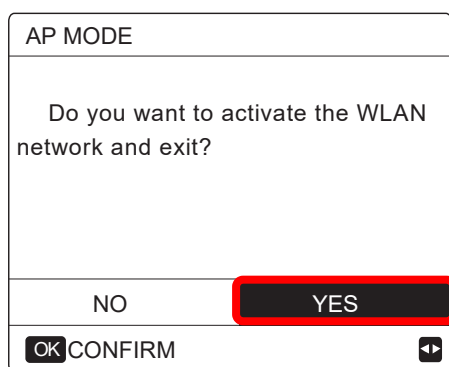 AP MODE
Do you want to activate the WLAN
network and exit?
NO YES
OK CONFIRM